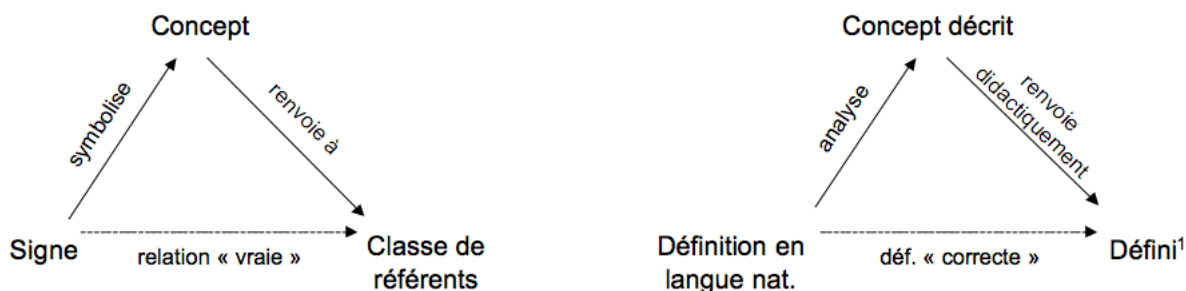 Concept
symbolise
renvoie à
Signe
relation « vraie »
Classe de
référents
Concept décrit
analyse
renvoie
didactiquement
Définition en
langue nat.
déf. « correcte »
Défini¹